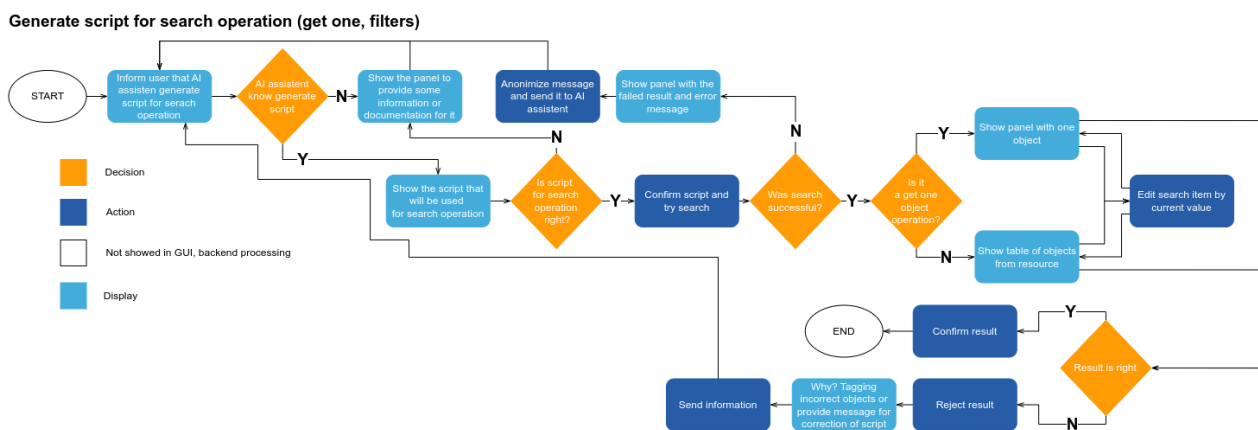 Generate script for search operation (get one, filters)
START
Inform user that AI
assisten generate
script for serach
operation
AI assistent
know generate
script
N
Show the panel to
provide some
information or
documentation for it
Anonimize message
and send it to AI
assistent
Show panel with the
failed result and error
message
N
Y
Show panel with one
object
Y
N
Decision
Show the script that
will be used
for search operation
Is script
for search
operation
right?
Y
Confirm script and
try search
Was search
successful?
Y
Is it
a get one
object
operation?
Edit search item by
current value
Action
N
Show table of objects
from resource
Not showed in GUI, backend processing
Display
END
Confirm result
Y
Result is right
Send information
Why? Tagging
incorrect objects or
provide message for
correction of script
Reject result
N